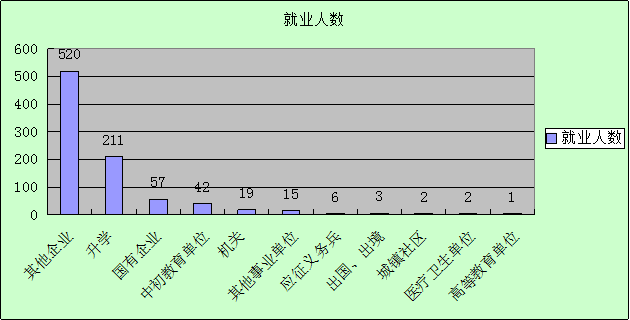 就业人数
600
500
400
300
200
100
0
520
211
57
42
19
15
6
3
2
2
1
其他企业
升学
国有企业
中初教育单位
机关
其他事业单位
应征义务兵
出国、出境
城镇社区
医疗卫生单位
高等教育单位
就业人数